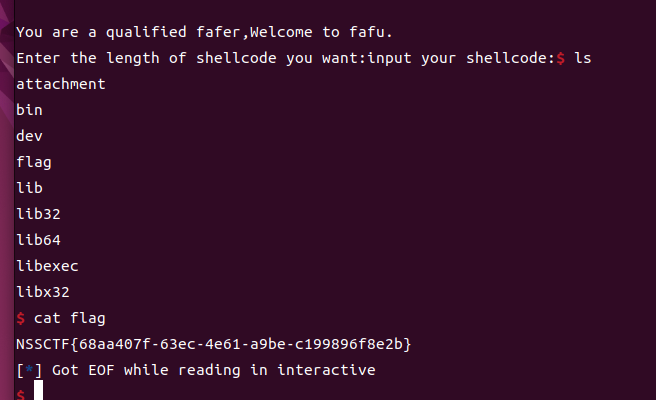 You are a qualified fafer,Welcome to fafu.
Enter the length of shellcode you want:input your shellcode:$ ls
attachment
bin
dev
flag
lib
lib32
lib64
libexec
libx32
$ cat flag
NSSCTF{68aa407f-63ec-4e61-a9be-c199896f8e2b}
[*] Got EOF while reading in interactive
$